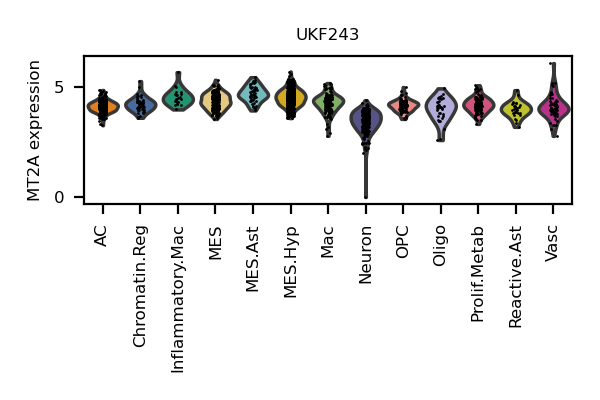 UKF243
MT2A expression
5
0
AC
Chromatin.Reg
Inflammatory.Mac
MES
MES.Ast
MES.Hyp
Mac
Neuron
OPC
Oligo
Prolif.Metab
Reactive.Ast
Vasc